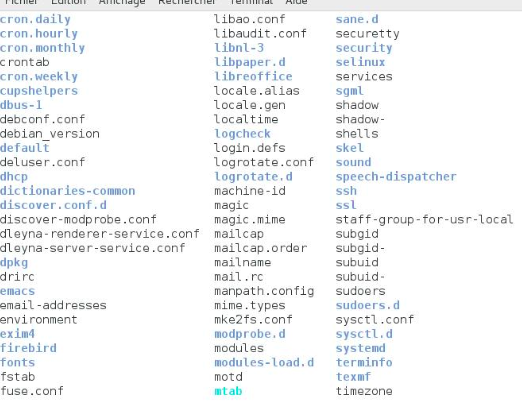 Fichier Édition Affichage Rechercher Terminal Aide
cron.daily libao.conf sane.d
cron.hourly libaudit.conf securetty
cron.monthly libnl-3 security
crontab libpaper.d selinux
cron.weekly libreoffice services
cupshelpers locale.alias sgml
dbus-1 locale.gen shadow
debconf.conf localtime shadow-
debian_version logcheck shells
default login.defs skel
deluser.conf logrotate.conf sound
dhcp logrotate.d speech-dispatcher
dictionaries-common machine-id ssh
discover.conf.d magic ssl
discover-modprobe.conf magic.mime staff-group-for-usr-local
dleyna-renderer-service.conf mailcap subgid
dleyna-server-service.conf mailcap.order subgid-
dpkg mailname subuid
drirc mail.rc subuid-
emacs manpath.config sudoers
email-addresses mime.types sudoers.d
environment mke2fs.conf sysctl.conf
exim4 modprobe.d sysctl.d
firebird modules systemd
fonts modules-load.d terminfo
fstab motd texmf
fuse.conf mtab timezone